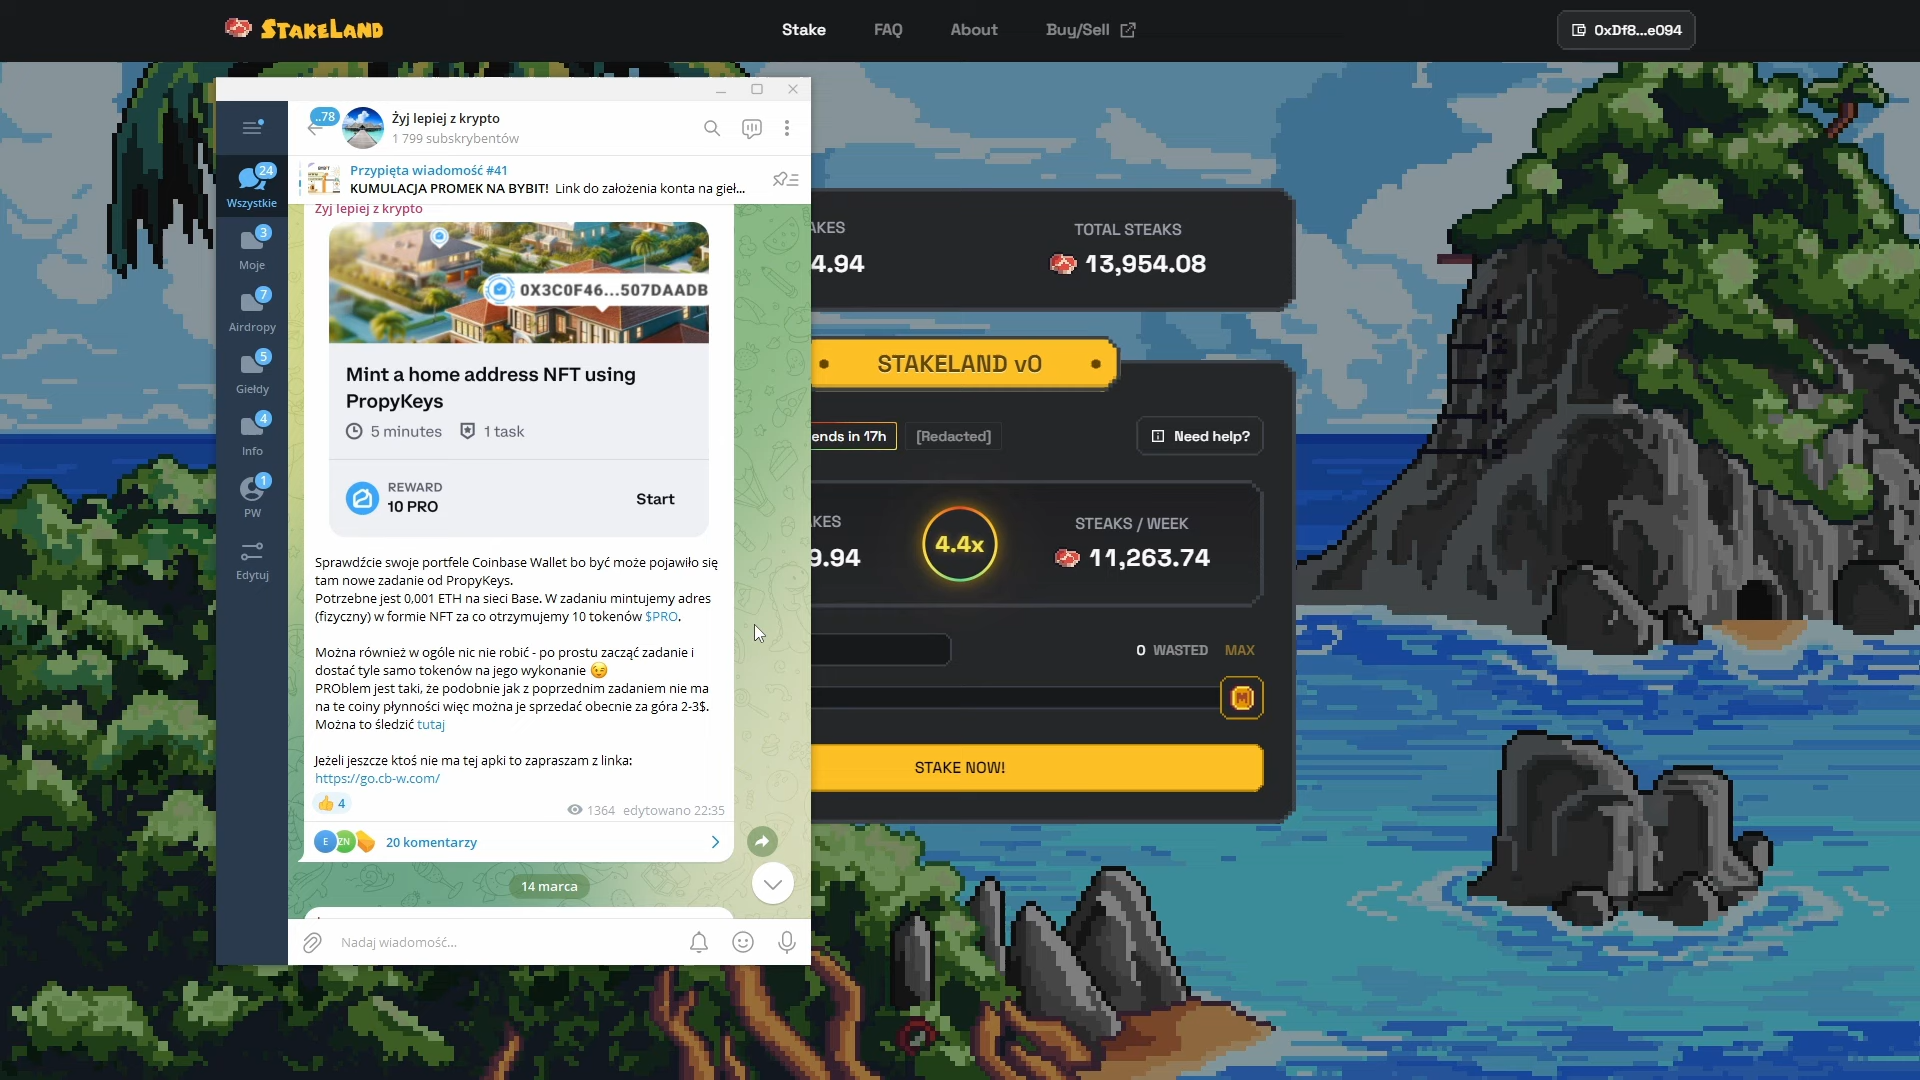 STAKELAND
Stake
FAQ
About
Buy/Sell
0xDf8...e094
..78
Żyj lepiej z krypto
1 799 subskrybentów
Przypięta wiadomość #41
KUMULACJA PROMEK NA BYBIT! Link do założenia konta na gieł...
24
Wszystkie
3
Moje
7
Airdropy
5
Giełdy
4
Info
1
PW
Edytuj
Żyj lepiej z krypto
0X3C0F46...507DAADB
Mint a home address NFT using
PropyKeys
5 minutes
1 task
REWARD
10 PRO
Start
Sprawdźcie swoje portfele Coinbase Wallet bo być może pojawiło się
tam nowe zadanie od PropyKeys.
Potrzebne jest 0,001 ETH na sieci Base. W zadaniu mintujemy adres
(fizyczny) w formie NFT za co otrzymujemy 10 tokenów $PRO.
Można również w ogóle nic nie robić - po prostu zacząć zadanie i
dostać tyle samo tokenów na jego wykonanie 😉
PROblem jest taki, że podobnie jak z poprzednim zadaniem nie ma
na te coiny płynności więc można je sprzedać obecnie za góra 2-3$.
Można to śledzić tutaj
Jeżeli jeszcze ktoś nie ma tej apki to zapraszam z linka:
https://go.cb-w.com/
👍 4
1364 edytowano 22:35
E
ZN
20 komentarzy
14 marca
Nadaj wiadomość...
AKES
4.94
TOTAL STEAKS
13,954.08
STAKELAND v0
ends in 17h
[Redacted]
Need help?
KES
9.94
4.4x
STEAKS / WEEK
11,263.74
0 WASTED
MAX
M
STAKE NOW!